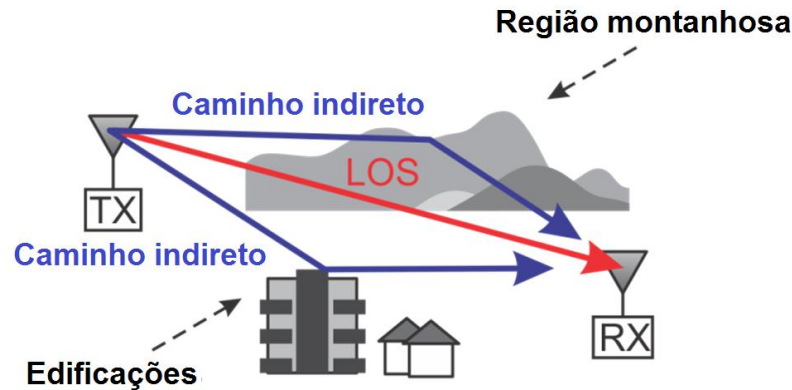 Região montanhosa
Caminho indireto
LOS
TX
Caminho indireto
RX
Edificações